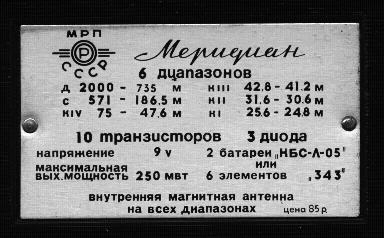 МРП
Р
СССР
Меридиан
6 диапазонов
Д 2000 - 735 м КIII 42.8 - 41.2 м
С 571 - 186.5 м КII 31.6 - 30.6 м
КIV 75 - 47.6 м КI 25.6 - 24.8 м
10 транзисторов 3 диода
напряжение 9 v 2 батареи „КБС-Л-05"
максимальная или
вых. мощность 250 мвт 6 элементов „343"
внутренняя магнитная антенна
на всех диапазонах цена 85 р